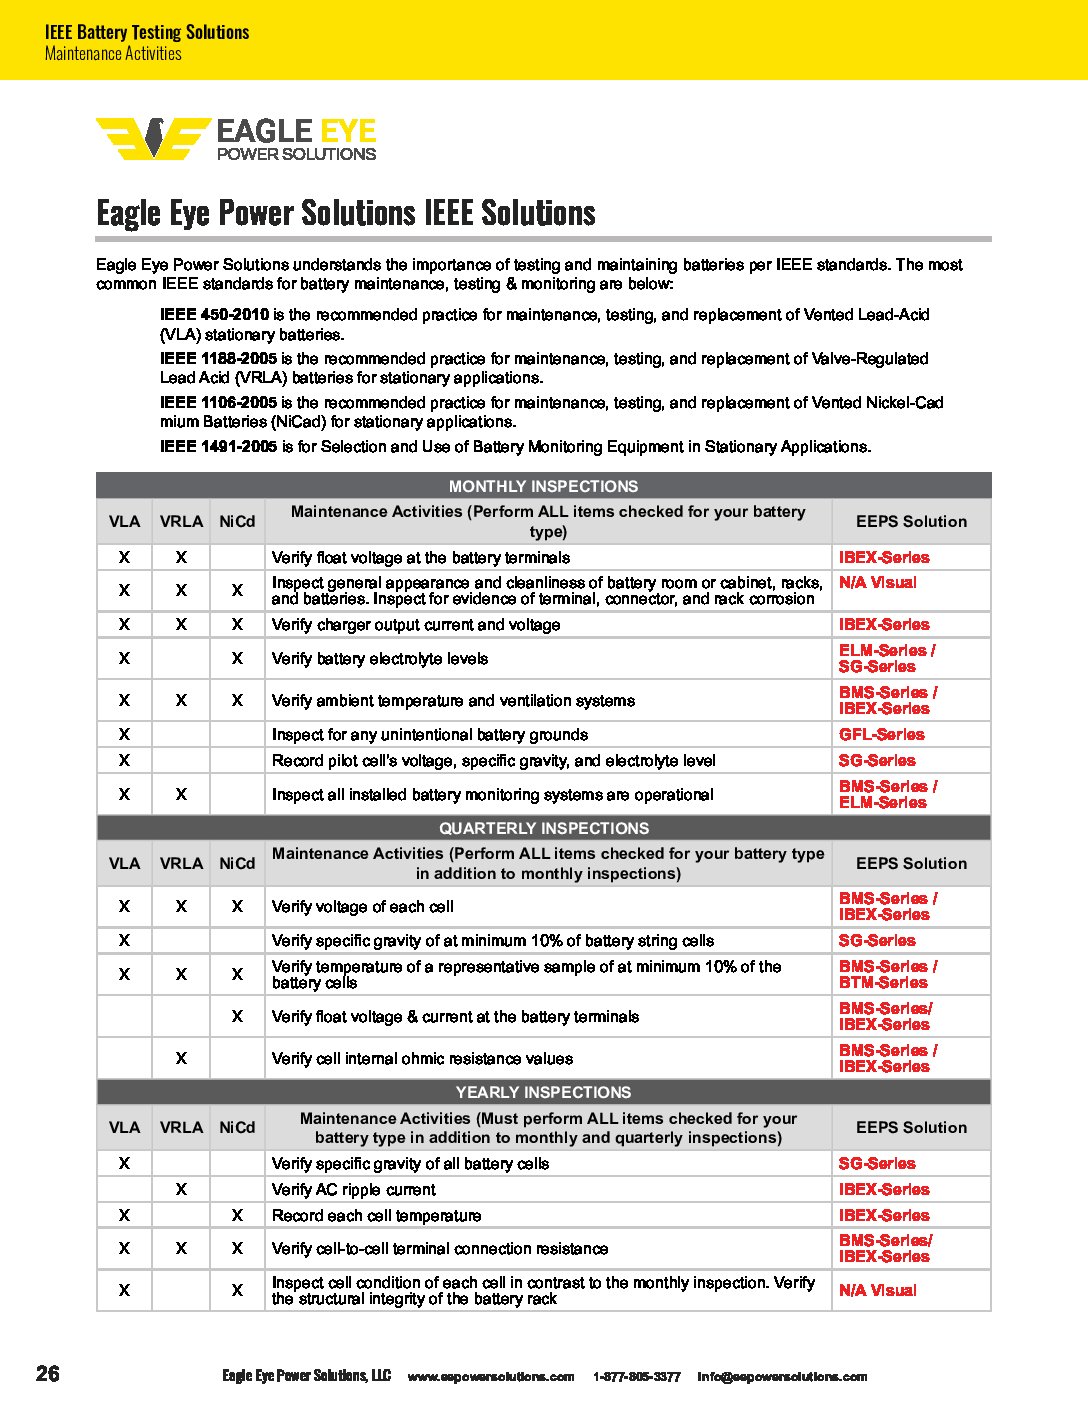 IEEE Battery Testing Solutions
Maintenance Activities
EAGLE EYE
POWER SOLUTIONS
Eagle Eye Power Solutions IEEE Solutions
Eagle Eye Power Solutions understands the importance of testing and maintaining batteries per IEEE standards. The most
common IEEE standards for battery maintenance, testing & monitoring are below:
IEEE 450-2010 is the recommended practice for maintenance, testing, and replacement of Vented Lead-Acid
(VLA) stationary batteries.
IEEE 1188-2005 is the recommended practice for maintenance, testing, and replacement of Valve-Regulated
Lead Acid (VRLA) batteries for stationary applications.
IEEE 1106-2005 is the recommended practice for maintenance, testing, and replacement of Vented Nickel-Cad
mium Batteries (NiCad) for stationary applications.
IEEE 1491-2005 is for Selection and Use of Battery Monitoring Equipment in Stationary Applications.
MONTHLY INSPECTIONS
VLA VRLA NiCd Maintenance Activities (Perform ALL items checked for your battery
type) EEPS Solution
X X Verify float voltage at the battery terminals IBEX-Series
X X X Inspect general appearance and cleanliness of battery room or cabinet, racks, N/A Visual
and batteries. Inspect for evidence of terminal, connector, and rack corrosion
X X X Verify charger output current and voltage IBEX-Series
X X Verify battery electrolyte levels ELM-Series /
SG-Series
X X X Verify ambient temperature and ventilation systems BMS-Series /
IBEX-Series
X Inspect for any unintentional battery grounds GFL-Series
X Record pilot cell's voltage, specific gravity, and electrolyte level SG-Series
X X Inspect all installed battery monitoring systems are operational BMS-Series /
ELM-Series
QUARTERLY INSPECTIONS
VLA VRLA NiCd Maintenance Activities (Perform ALL items checked for your battery type
in addition to monthly inspections) EEPS Solution
X X X Verify voltage of each cell BMS-Series /
IBEX-Series
X Verify specific gravity of at minimum 10% of battery string cells SG-Series
X X X Verify temperature of a representative sample of at minimum 10% of the BMS-Series /
battery cells BTM-Series
X Verify float voltage & current at the battery terminals BMS-Series/
IBEX-Series
X Verify cell internal ohmic resistance values BMS-Series /
IBEX-Series
YEARLY INSPECTIONS
VLA VRLA NiCd Maintenance Activities (Must perform ALL items checked for your
battery type in addition to monthly and quarterly inspections) EEPS Solution
X Verify specific gravity of all battery cells SG-Series
X Verify AC ripple current IBEX-Series
X X Record each cell temperature IBEX-Series
X X X Verify cell-to-cell terminal connection resistance BMS-Series/
IBEX-Series
X X Inspect cell condition of each cell in contrast to the monthly inspection. Verify
the structural integrity of the battery rack N/A Visual
26 Eagle Eye Power Solutions, LLC www.eepowersolutions.com 1-877-805-3377 info@eepowersolutions.com